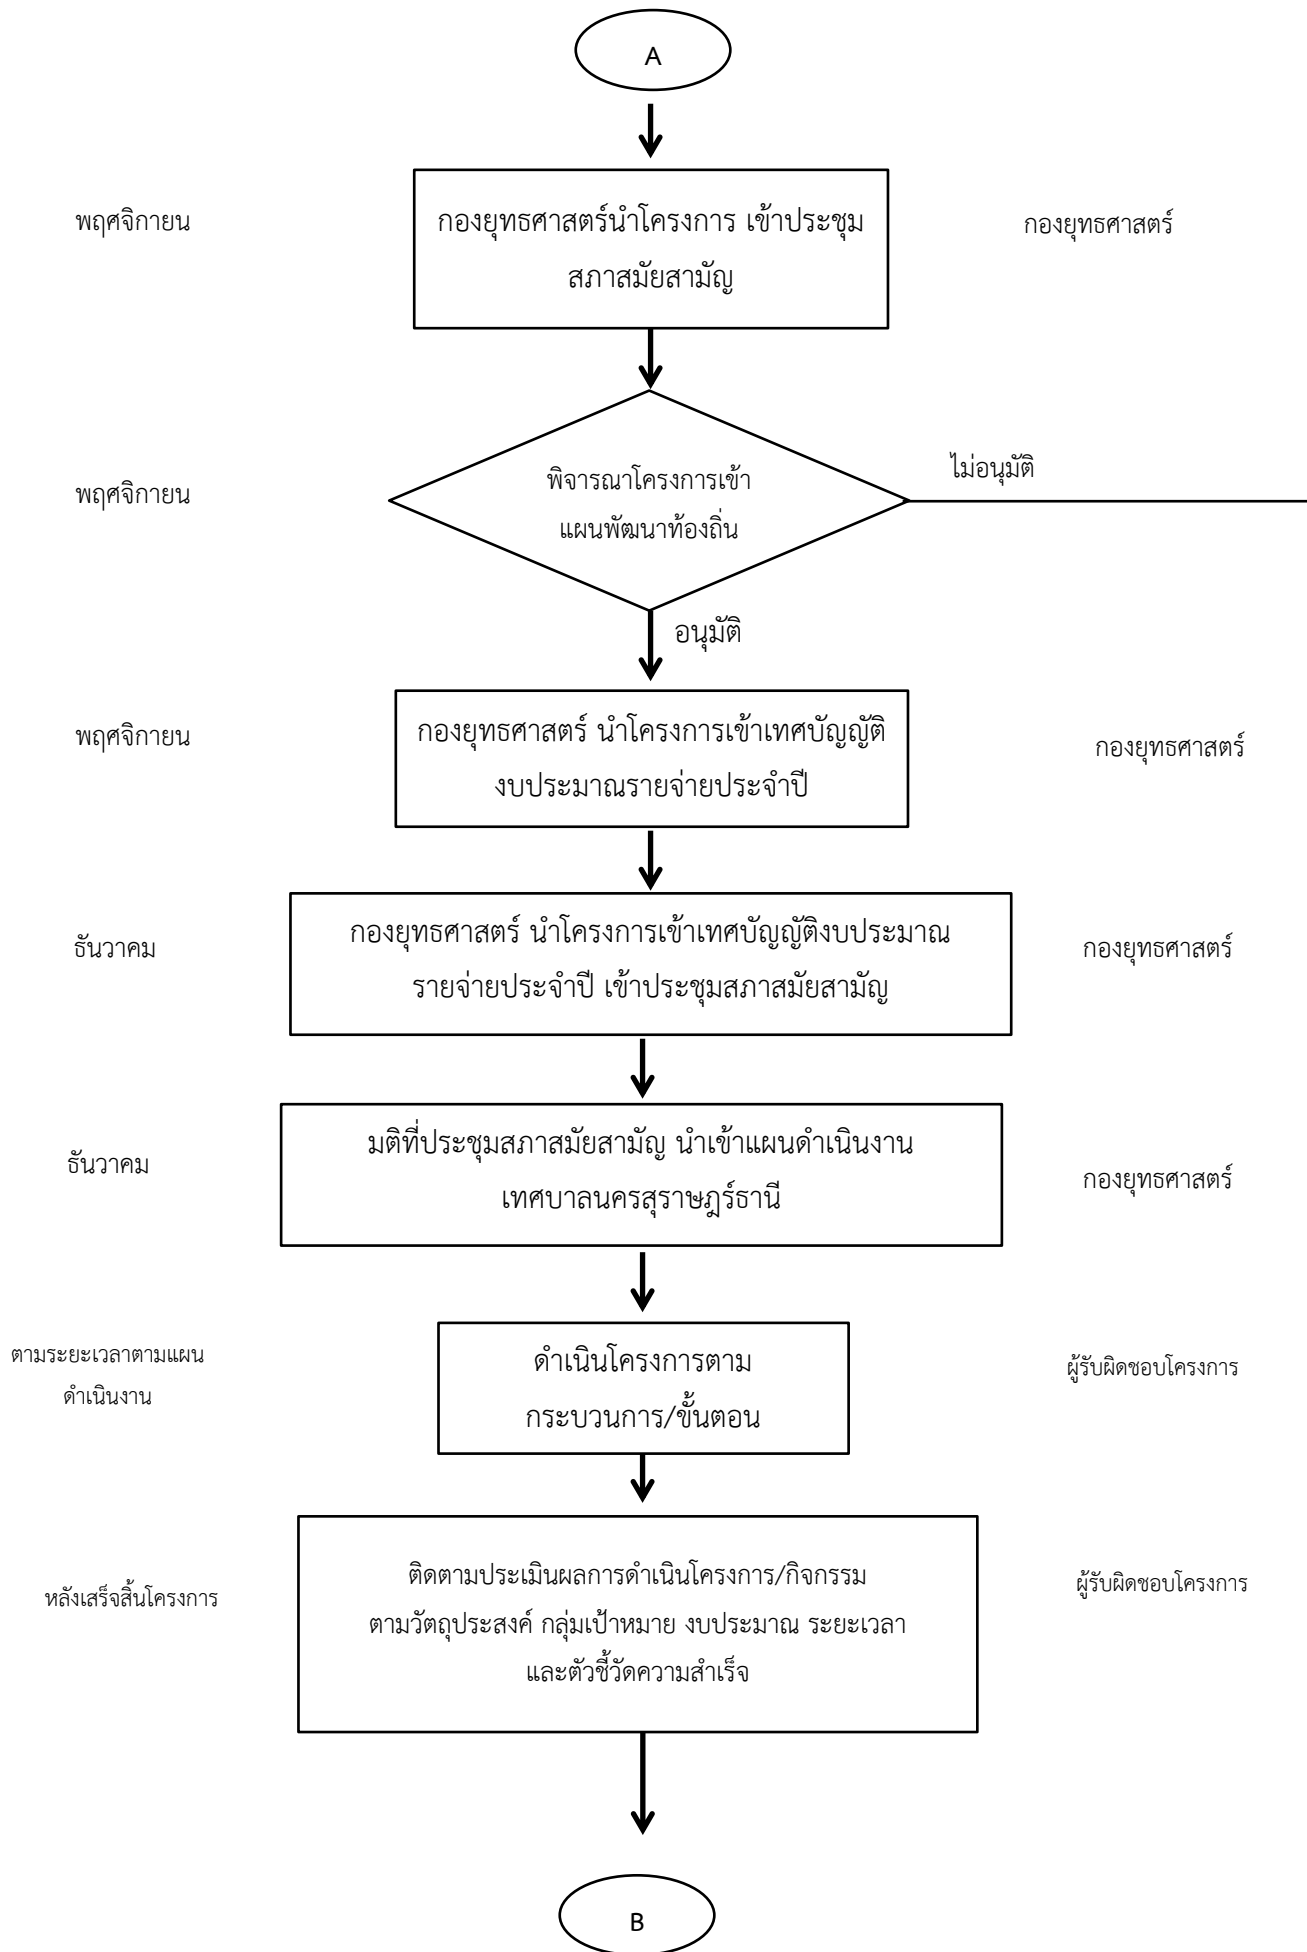 A
พฤศจิกายน
กองยุทธศาสตร์นำโครงการ เข้าประชุม
สภาสมัยสามัญ
กองยุทธศาสตร์
พฤศจิกายน
พิจารณาโครงการเข้า
แผนพัฒนาท้องถิ่น
ไม่อนุมัติ
อนุมัติ
พฤศจิกายน
กองยุทธศาสตร์ นำโครงการเข้าเทศบัญญัติ
งบประมาณรายจ่ายประจำปี
กองยุทธศาสตร์
ธันวาคม
กองยุทธศาสตร์ นำโครงการเข้าเทศบัญญัติงบประมาณ
รายจ่ายประจำปี เข้าประชุมสภาสมัยสามัญ
กองยุทธศาสตร์
ธันวาคม
มติที่ประชุมสภาสมัยสามัญ นำเข้าแผนดำเนินงาน
เทศบาลนครสุราษฎร์ธานี
กองยุทธศาสตร์
ตามระยะเวลาตามแผน
ดำเนินงาน
ดำเนินโครงการตาม
กระบวนการ/ขั้นตอน
ผู้รับผิดชอบโครงการ
หลังเสร็จสิ้นโครงการ
ติดตามประเมินผลการดำเนินโครงการ/กิจกรรม
ตามวัตถุประสงค์ กลุ่มเป้าหมาย งบประมาณ ระยะเวลา
และตัวชี้วัดความสำเร็จ
ผู้รับผิดชอบโครงการ
B